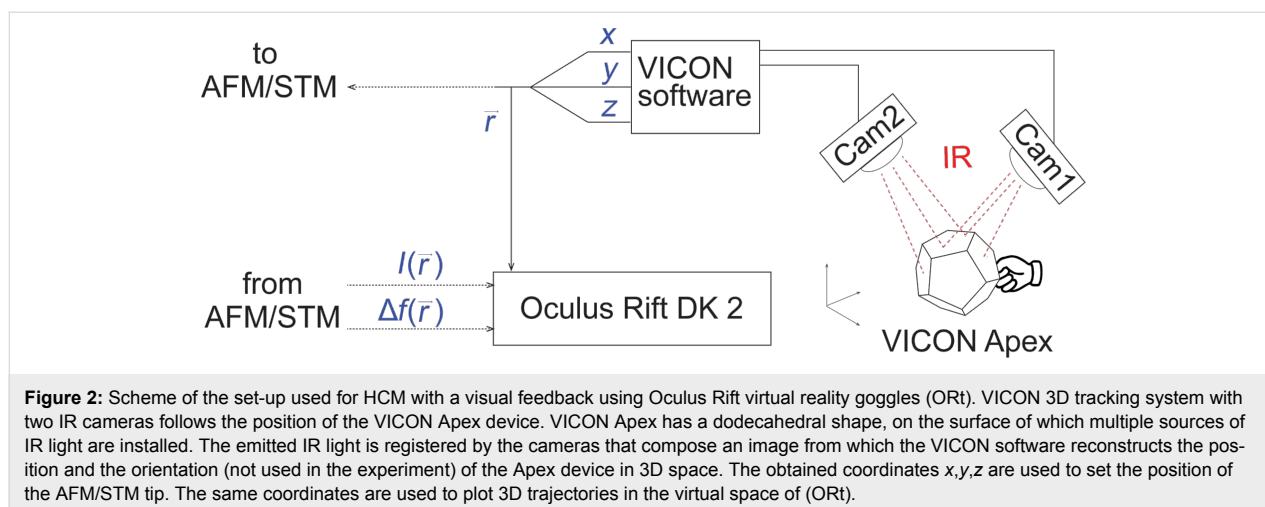 to
AFM/STM
x
y
z
r
VICON
software
Cam2
Cam1
IR
from
AFM/STM
I(r)
Δf(r)
Oculus Rift DK 2
VICON Apex
Figure 2: Scheme of the set-up used for HCM with a visual feedback using Oculus Rift virtual reality goggles (ORt). VICON 3D tracking system with
two IR cameras follows the position of the VICON Apex device. VICON Apex has a dodecahedral shape, on the surface of which multiple sources of
IR light are installed. The emitted IR light is registered by the cameras that compose an image from which the VICON software reconstructs the pos-
ition and the orientation (not used in the experiment) of the Apex device in 3D space. The obtained coordinates x,y,z are used to set the position of
the AFM/STM tip. The same coordinates are used to plot 3D trajectories in the virtual space of (ORt).